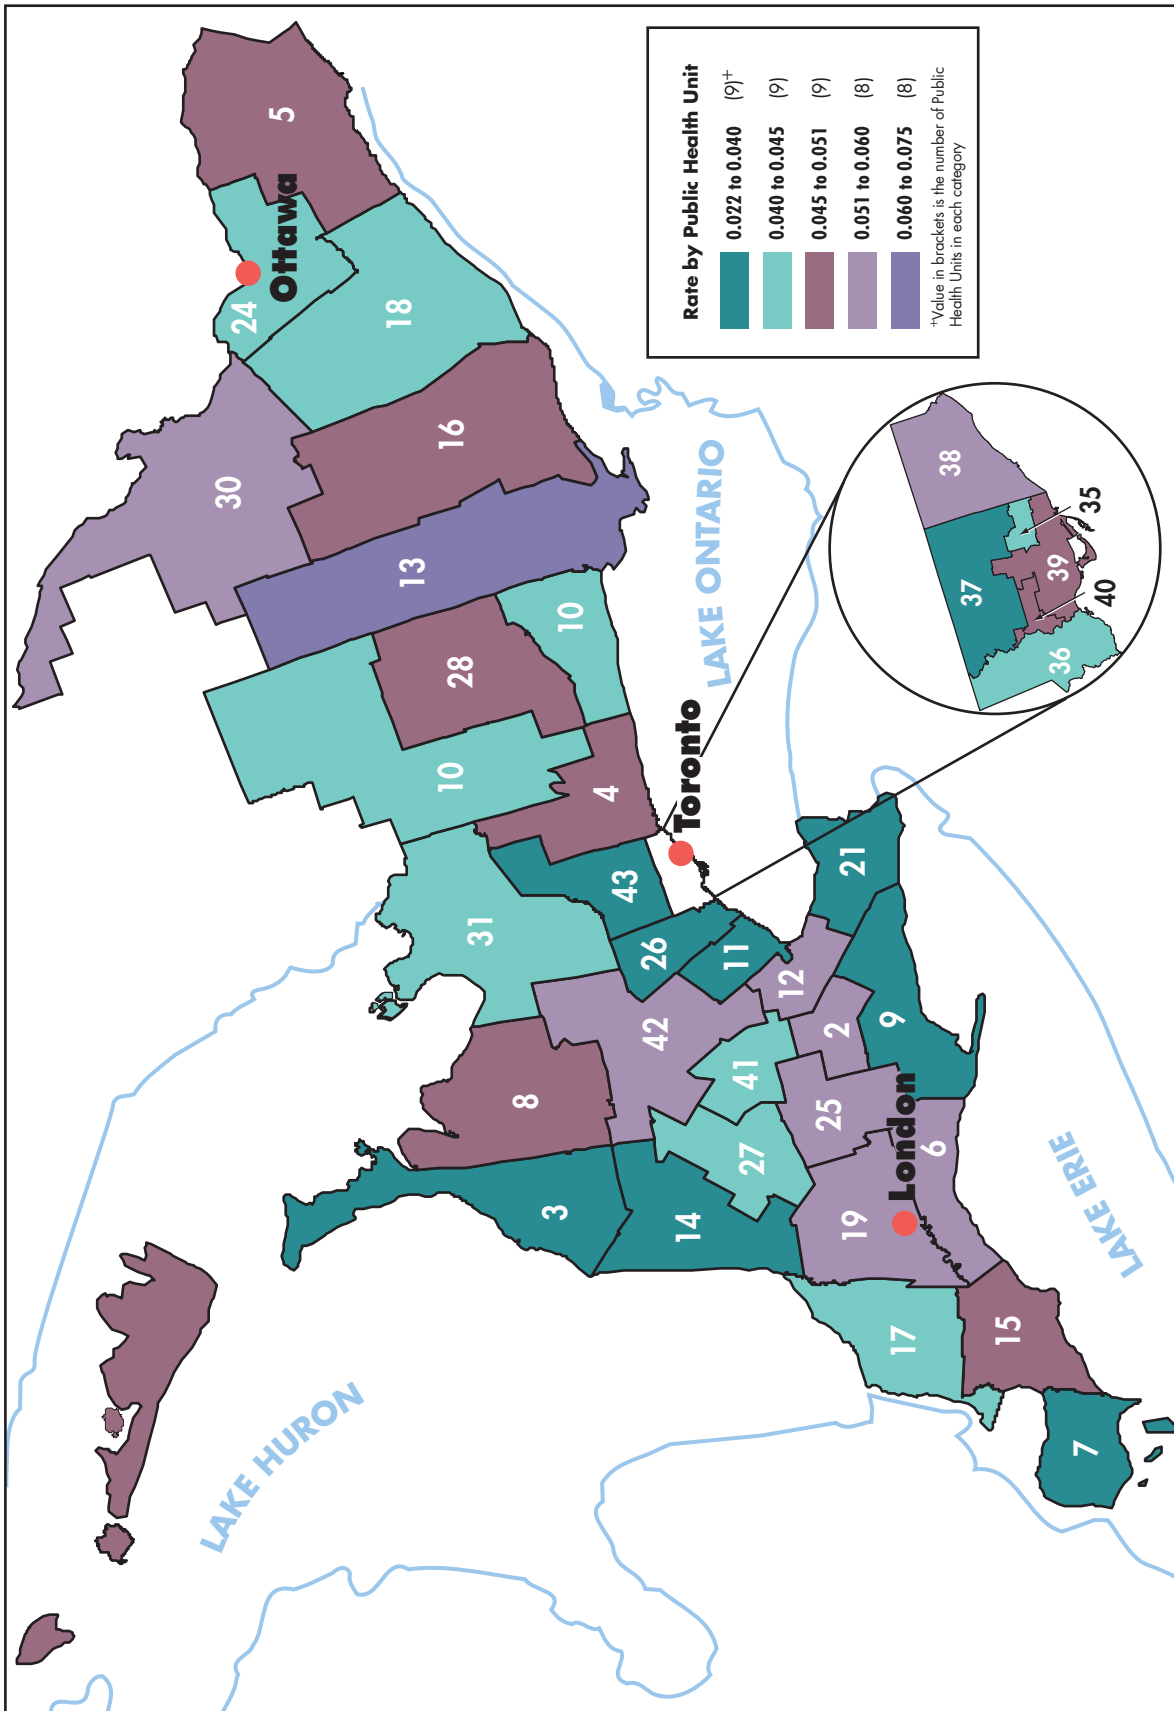 Rate by Public Health Unit
0.022 to 0.040 (9)+
0.040 to 0.045 (9)
0.045 to 0.051 (9)
0.051 to 0.060 (8)
0.060 to 0.075 (8)
+Value in brackets is the number of Public
Health Units in each category
LAKE HURON
LAKE ERIE
LAKE ONTARIO
Ottawa
Toronto
London
5
24
18
30
16
13
10
28
10
4
31
43
26
11
8
42
12
21
2
9
41
25
27
3
14
19
6
17
15
7
38
37
35
39
40
36